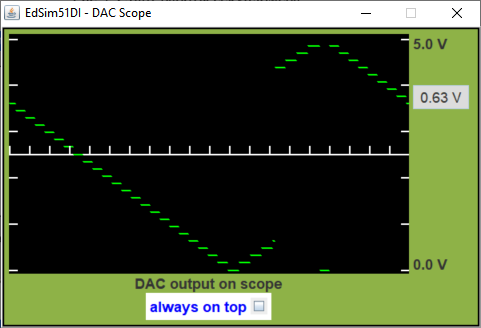 EdSim51DI - DAC Scope
5.0 V
0.63 V
0.0 V
DAC output on scope
always on top